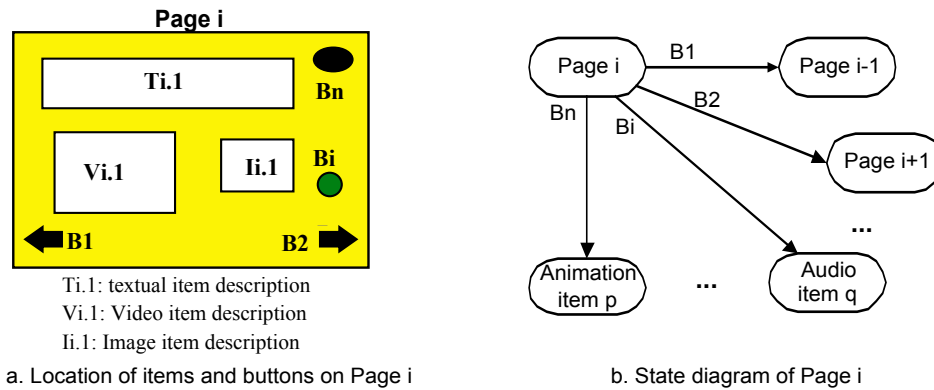 Page i
Ti.1
Bn
Vi.1
Ii.1
Bi
B1
B2
Ti.1: textual item description
Vi.1: Video item description
Ii.1: Image item description
a. Location of items and buttons on Page i
Page i
B1
Page i-1
B2
Bn
Bi
Page i+1
...
Animation
item p
...
Audio
item q
b. State diagram of Page i